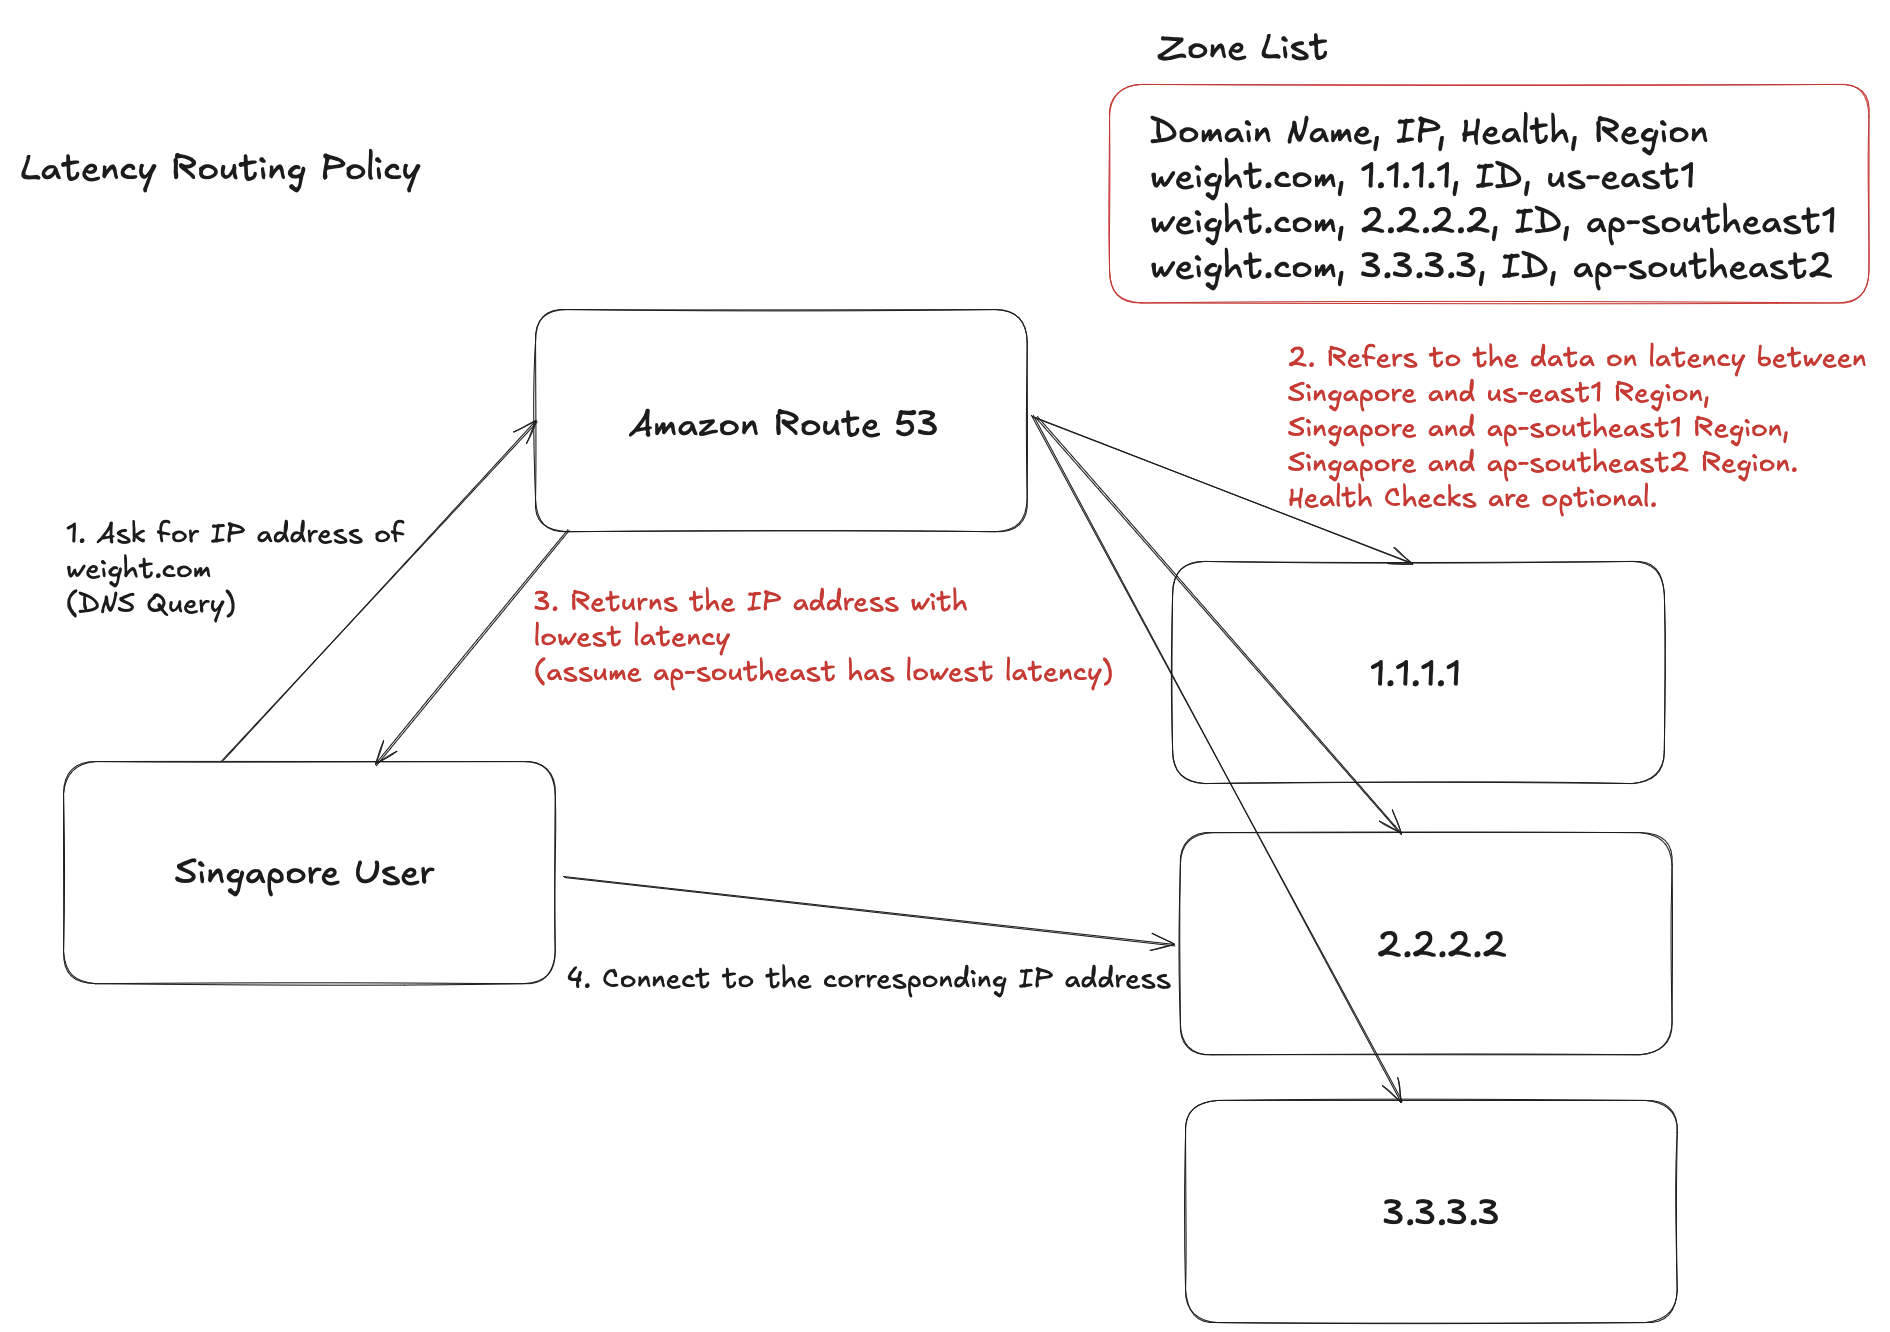 Zone List
Latency Routing Policy
Domain Name, IP, Health, Region
weight.com, 1.1.1.1, ID, us-east1
weight.com, 2.2.2.2, ID, ap-southeast1
weight.com, 3.3.3.3, ID, ap-southeast2
Amazon Route 53
2. Refers to the data on latency between
Singapore and us-east1 Region,
Singapore and ap-southeast1 Region,
Singapore and ap-southeast2 Region.
Health Checks are optional.
1. Ask for IP address of
weight.com
(DNS Query)
3. Returns the IP address with
lowest latency
(assume ap-southeast has lowest latency)
1.1.1.1
Singapore User
4. Connect to the corresponding IP address
2.2.2.2
3.3.3.3